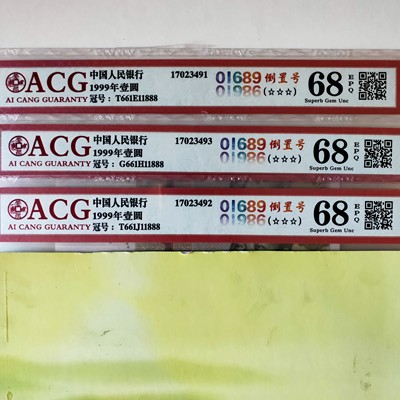 ACG
AI CANG GUARANTY
中国人民银行 17023491
1999年壹圆
冠号：T661E11888
01689 倒置号
01986 (☆☆☆)
68 EPQ
Superb Gem Unc
ACG
AI CANG GUARANTY
中国人民银行 17023493
1999年壹圆
冠号：G661H11888
01689 倒置号
01986 (☆☆☆)
68 EPQ
Superb Gem Unc
ACG
AI CANG GUARANTY
中国人民银行 17023492
1999年壹圆
冠号：T661J11888
01689 倒置号
01986 (☆☆☆)
68 EPQ
Superb Gem Unc